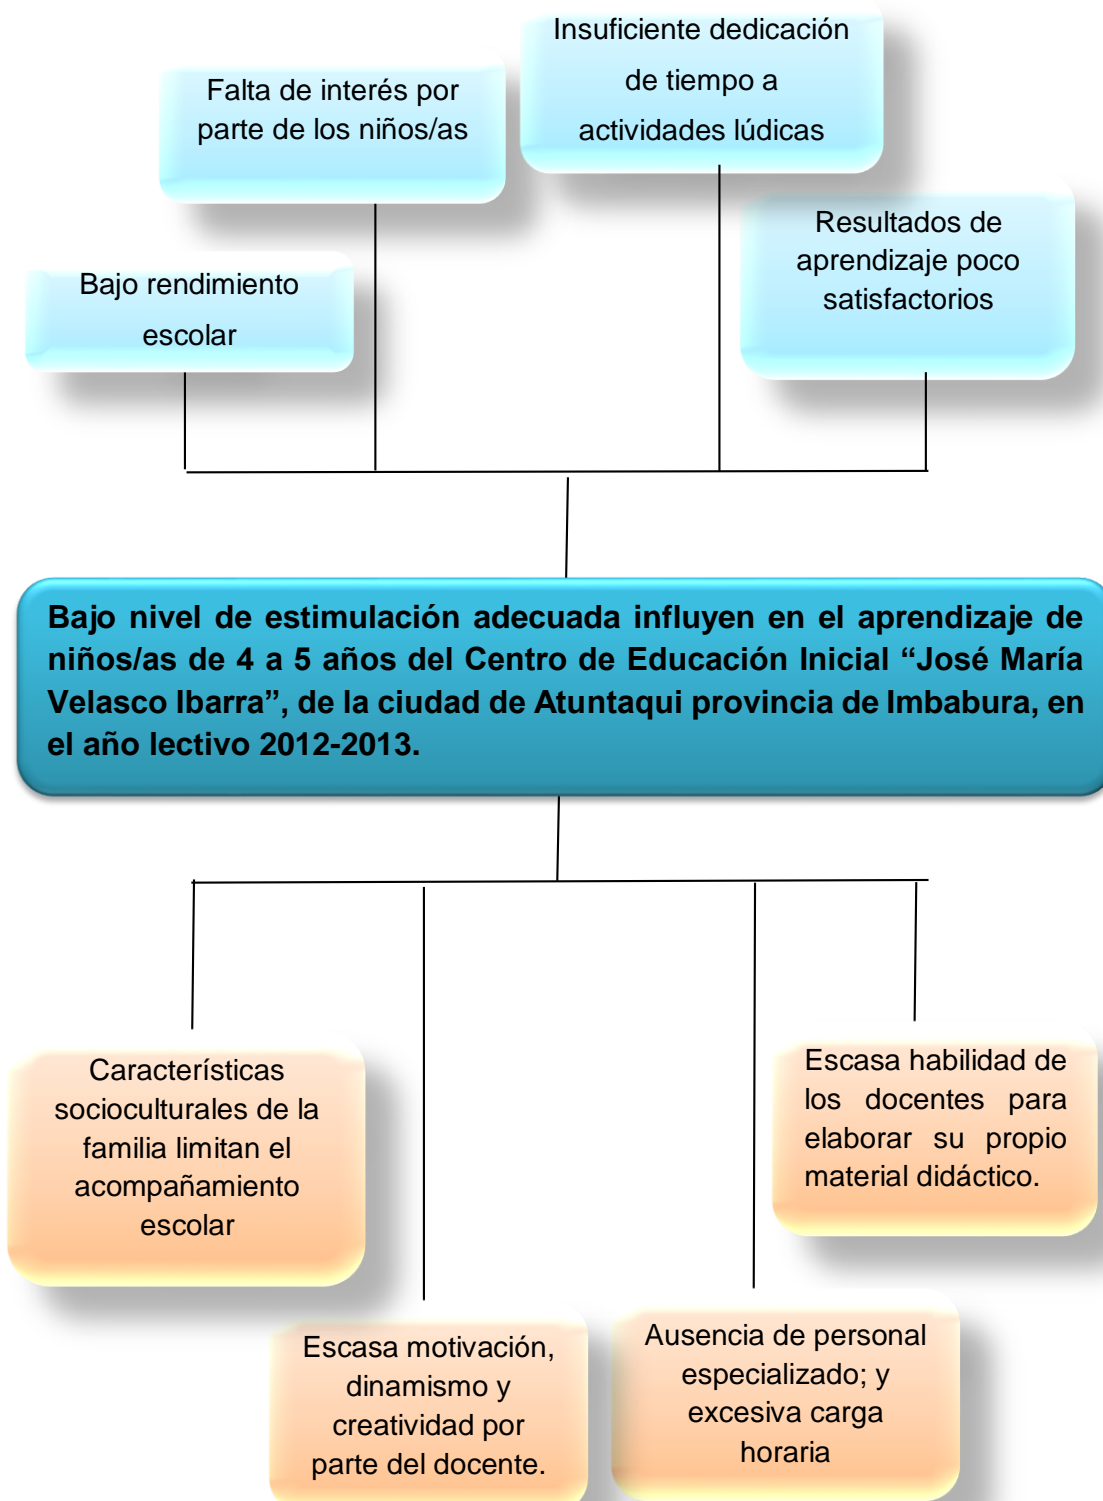 Insuficiente dedicación
de tiempo a
actividades lúdicas
Falta de interés por
parte de los niños/as
Resultados de
aprendizaje poco
satisfactorios
Bajo rendimiento
escolar
Bajo nivel de estimulación adecuada influyen en el aprendizaje de
niños/as de 4 a 5 años del Centro de Educación Inicial “José María
Velasco Ibarra”, de la ciudad de Atuntaqui provincia de Imbabura, en
el año lectivo 2012-2013.
Características
socioculturales de la
familia limitan el
acompañamiento
escolar
Escasa habilidad de
los docentes para
elaborar su propio
material didáctico.
Escasa motivación,
dinamismo y
creatividad por
parte del docente.
Ausencia de personal
especializado; y
excesiva carga
horaria